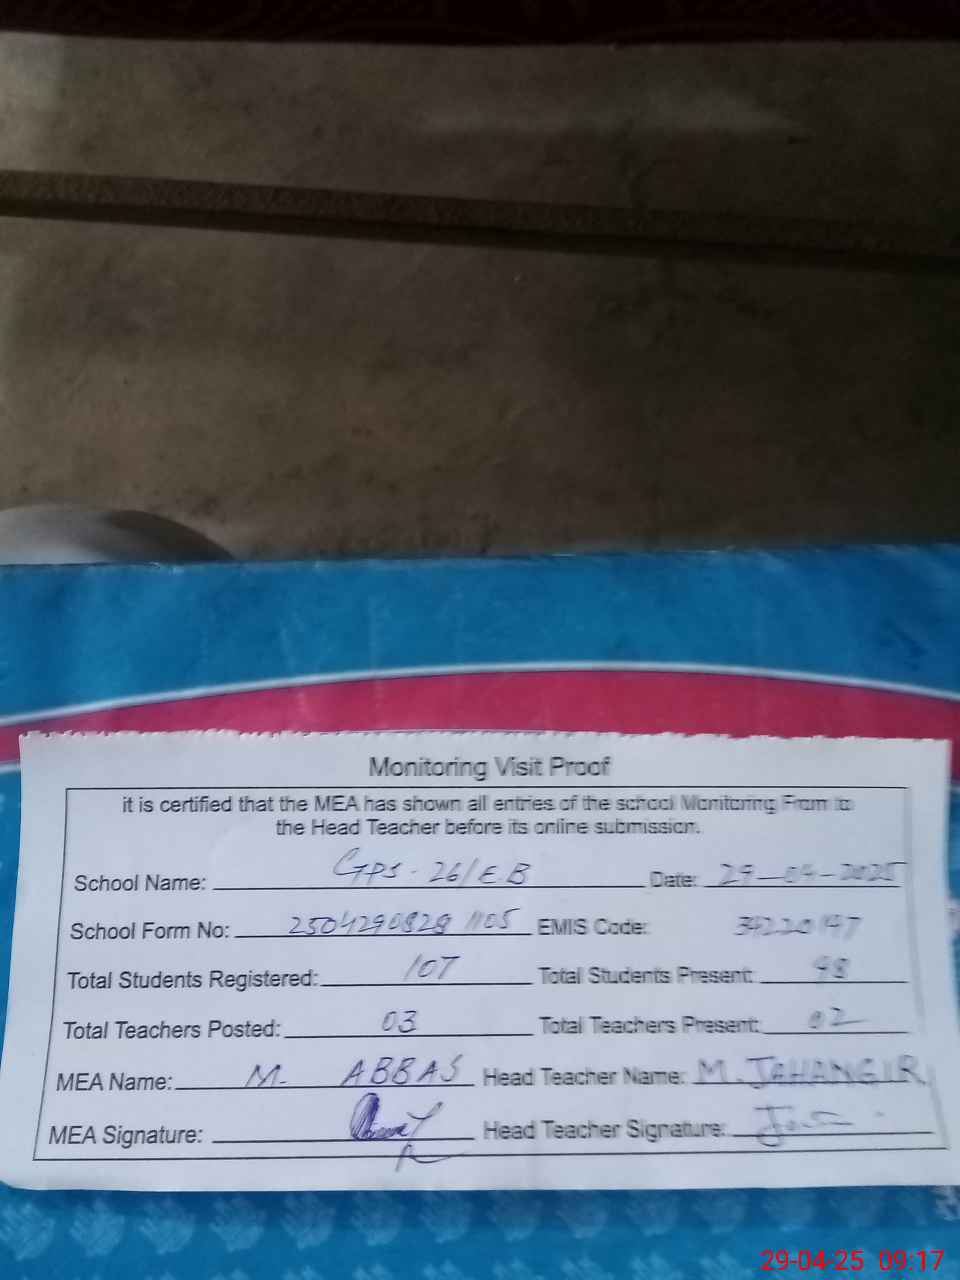 Monitoring Visit Proof
it is certified that the MEA has shown all entries of the school Monitoring From to
the Head Teacher before its online submission.
School Name: GPS - 26/E.B Date: 29-04-2025
School Form No: 2504290828 1105 EMIS Code: 34220147
Total Students Registered: 107 Total Students Present: 98
Total Teachers Posted: 03 Total Teachers Present: 02
MEA Name: M. ABBAS Head Teacher Name: M. JAHANGIR
MEA Signature: Head Teacher Signature:
29-04-25 09:17